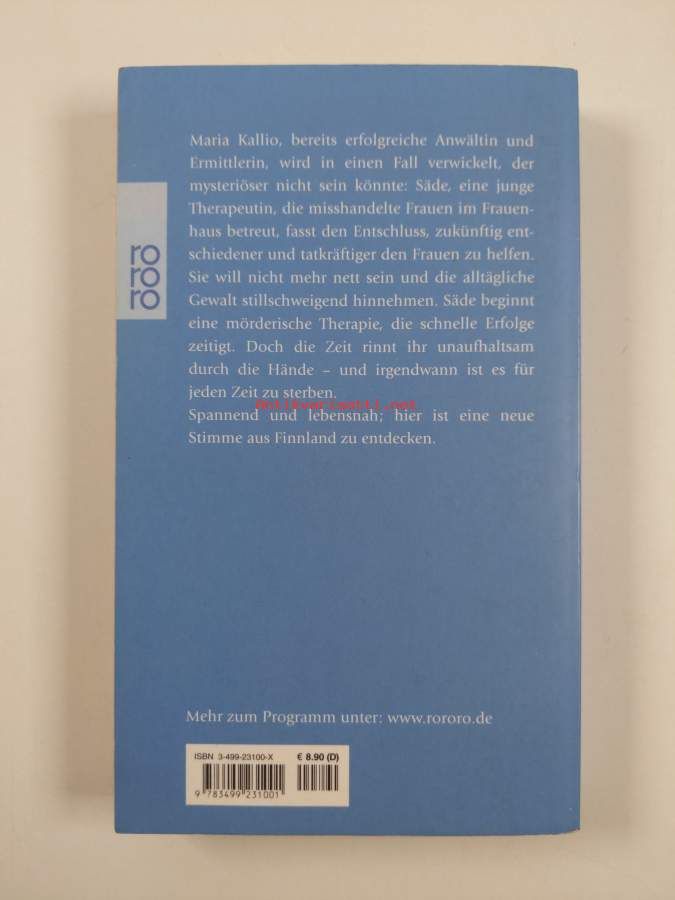 Maria Kallio, bereits erfolgreiche Anwältin und
Ermittlerin, wird in einen Fall verwickelt, der
mysteriöser nicht sein könnte: Säde, eine junge
Therapeutin, die misshandelte Frauen im Frauen-
haus betreut, fasst den Entschluss, zukünftig ent-
schiedener und tatkräftiger den Frauen zu helfen.
Sie will nicht mehr nett sein und die alltägliche
Gewalt stillschweigend hinnehmen. Säde beginnt
eine mörderische Therapie, die schnelle Erfolge
zeitigt. Doch die Zeit rinnt ihr unaufhaltsam
durch die Hände – und irgendwann ist es für
jeden Zeit zu sterben.
Antikvariaatti.net
Spannend und lebensnah; hier ist eine neue
Stimme aus Finnland zu entdecken.
ro
ro
ro
Mehr zum Programm unter: www.rororo.de
ISBN 3-499-23100-X € 8.90 (D)
9 783499 231001